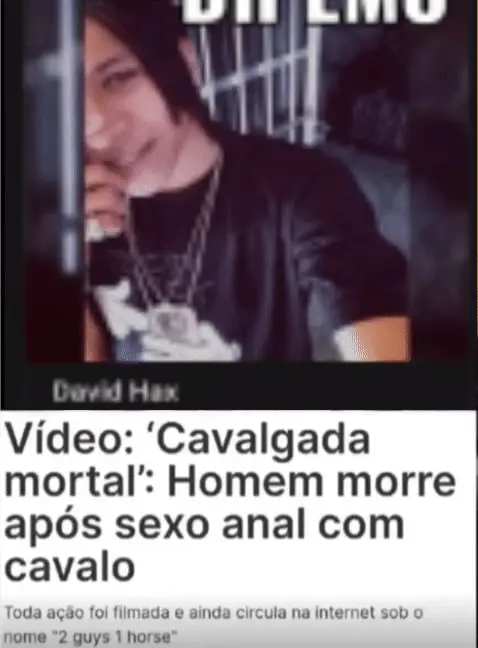 David Hax
Vídeo: ‘Cavalgada
mortal’: Homem morre
após sexo anal com
cavalo
Toda ação foi filmada e ainda circula na internet sob o
nome "2 guys 1 horse"